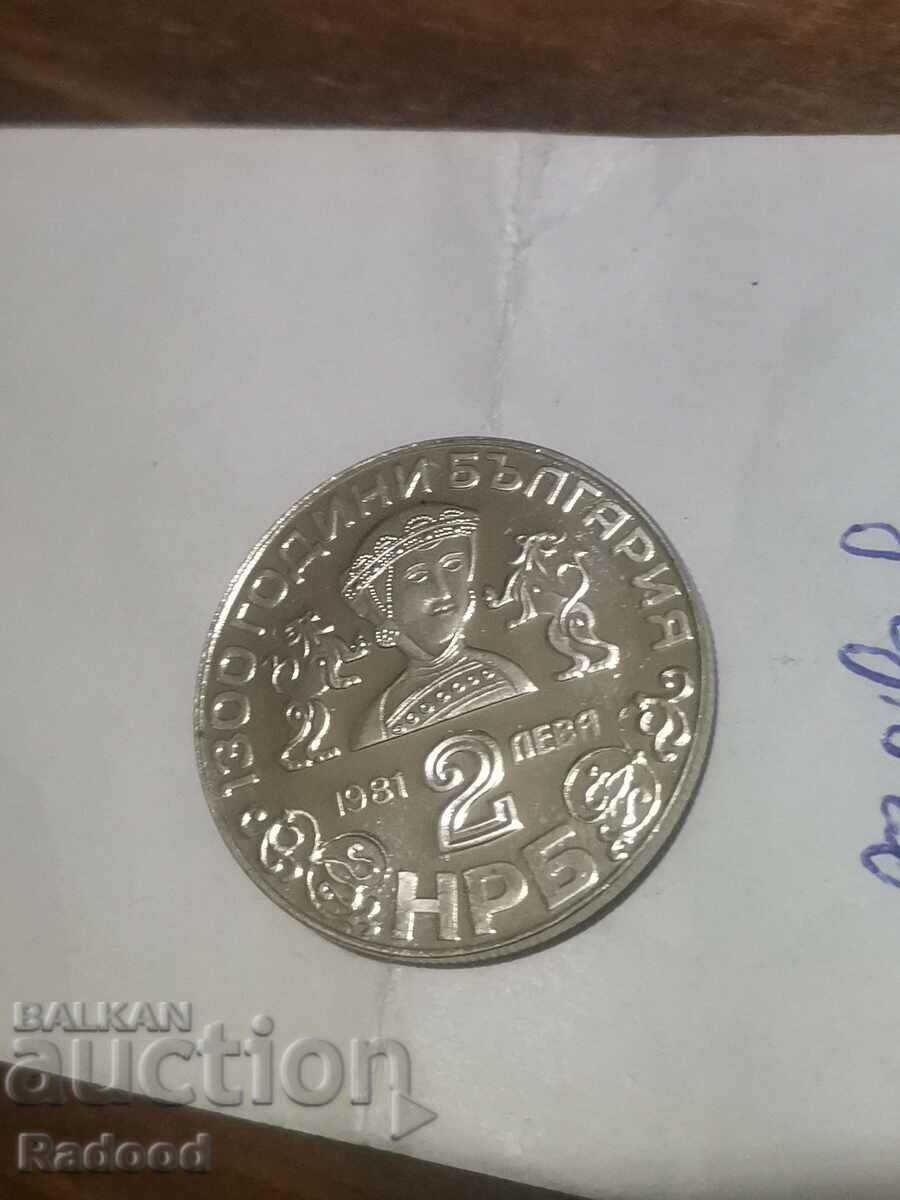 1300 ГОДИНИ БЪЛГАРИЯ
1981 2 ЛЕВА
НРБ
BALKAN
auction
Radood